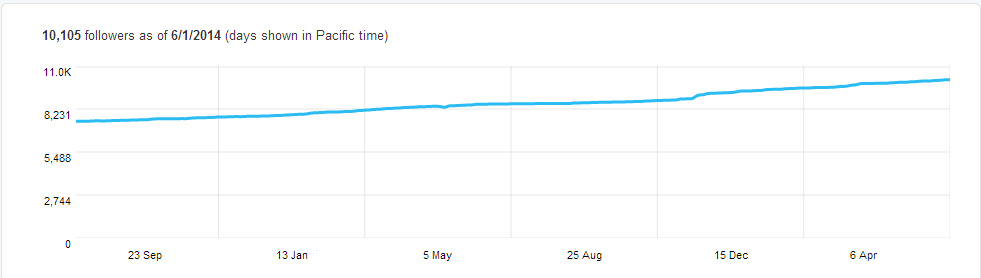 10,105 followers as of 6/1/2014 (days shown in Pacific time)
11.0K
8,231
5,488
2,744
0
23 Sep 13 Jan 5 May 25 Aug 15 Dec 6 Apr